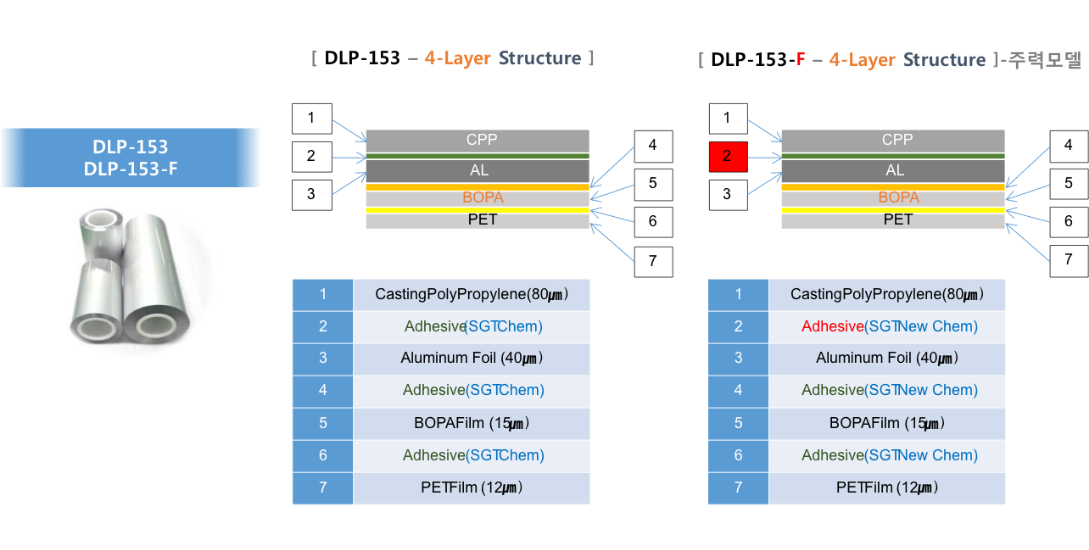 [ DLP-153 – 4-Layer Structure ]
[ DLP-153-F – 4-Layer Structure ]-주력모델
DLP-153
DLP-153-F
1
2
3
CPP
AL
BOPA
PET
4
5
6
7
1
2
3
CPP
AL
BOPA
PET
4
5
6
7
1 CastingPolyPropylene(80㎛)
2 Adhesive(SGTChem)
3 Aluminum Foil (40㎛)
4 Adhesive(SGTChem)
5 BOPAFilm (15㎛)
6 Adhesive(SGTChem)
7 PETFilm (12㎛)
1 CastingPolyPropylene(80㎛)
2 Adhesive(SGTNew Chem)
3 Aluminum Foil (40㎛)
4 Adhesive(SGTNew Chem)
5 BOPAFilm (15㎛)
6 Adhesive(SGTNew Chem)
7 PETFilm (12㎛)